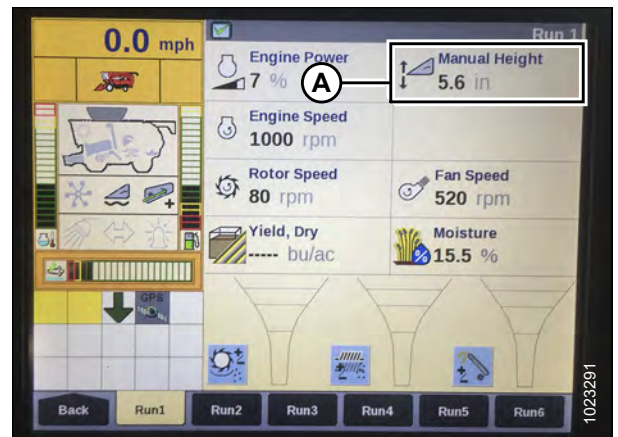 0.0 mph
Run 1
Engine Power
7 %
A
Manual Height
5.6 in
Engine Speed
1000 rpm
Rotor Speed
80 rpm
Fan Speed
520 rpm
Yield, Dry
----- bu/ac
Moisture
%
15.5 %
GPS
Back
Run1
Run2
Run3
Run4
Run5
Run6
1023291